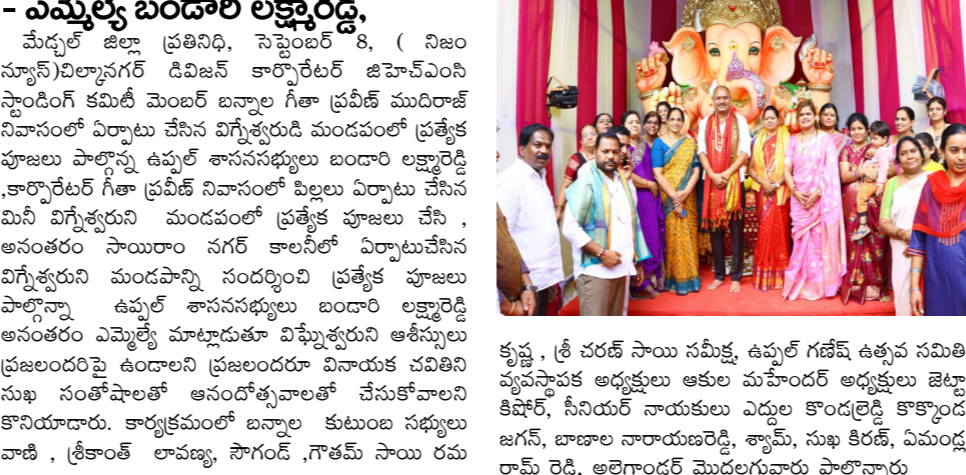 - ఎమ్మెల్యే బండారి లక్ష్మారెడ్డి,
మేడ్చల్ జిల్లా ప్రతినిధి, సెప్టెంబర్ 8, ( నిజం
న్యూస్)చిల్కానగర్ డివిజన్ కార్పొరేటర్ జిహెచ్ఎంసి
స్టాండింగ్ కమిటీ మెంబర్ బన్నాల గీతా ప్రవీణ్ ముదిరాజ్
నివాసంలో ఏర్పాటు చేసిన విగ్నేశ్వరుడి మండపంలో ప్రత్యేక
పూజలు పాల్గొన్న ఉప్పల్ శాసనసభ్యులు బండారి లక్ష్మారెడ్డి
,కార్పొరేటర్ గీతా ప్రవీణ్ నివాసంలో పిల్లలు ఏర్పాటు చేసిన
మినీ విగ్నేశ్వరుని మండపంలో ప్రత్యేక పూజలు చేసి ,
అనంతరం సాయిరాం నగర్ కాలనీలో ఏర్పాటుచేసిన
విగ్నేశ్వరుని మండపాన్ని సందర్శించి ప్రత్యేక పూజలు
పాల్గొన్నా ఉప్పల్ శాసనసభ్యులు బండారి లక్ష్మారెడ్డి
అనంతరం ఎమ్మెల్యే మాట్లాడుతూ విఘ్నేశ్వరుని ఆశీస్సులు
ప్రజలందరిపై ఉండాలని ప్రజలందరూ వినాయక చవితిని
సుఖ సంతోషాలతో ఆనందోత్సవాలతో చేసుకోవాలని
కొనియాడారు. కార్యక్రమంలో బన్నాల కుటుంబ సభ్యులు
వాణి , శ్రీకాంత్ లావణ్య, సౌగంద్ ,గౌతమ్ సాయి రమ
కృష్ణ , శ్రీ చరణ్ సాయి సమీక్ష, ఉప్పల్ గణేష్ ఉత్సవ సమితి
వ్యవస్థాపక అధ్యక్షులు ఆకుల మహేందర్ అధ్యక్షులు జెట్టా
కిషోర్, సీనియర్ నాయకులు ఎద్దుల కొండల్రెడ్డి కొక్కొండ
జగన్, బాణాల నారాయణరెడ్డి, శ్యామ్, సుఖ కిరణ్, ఏమండ్ల
రామ్ రెడ్డి, అలెగ్జాండర్ మొదలగువారు పాల్గొన్నారు